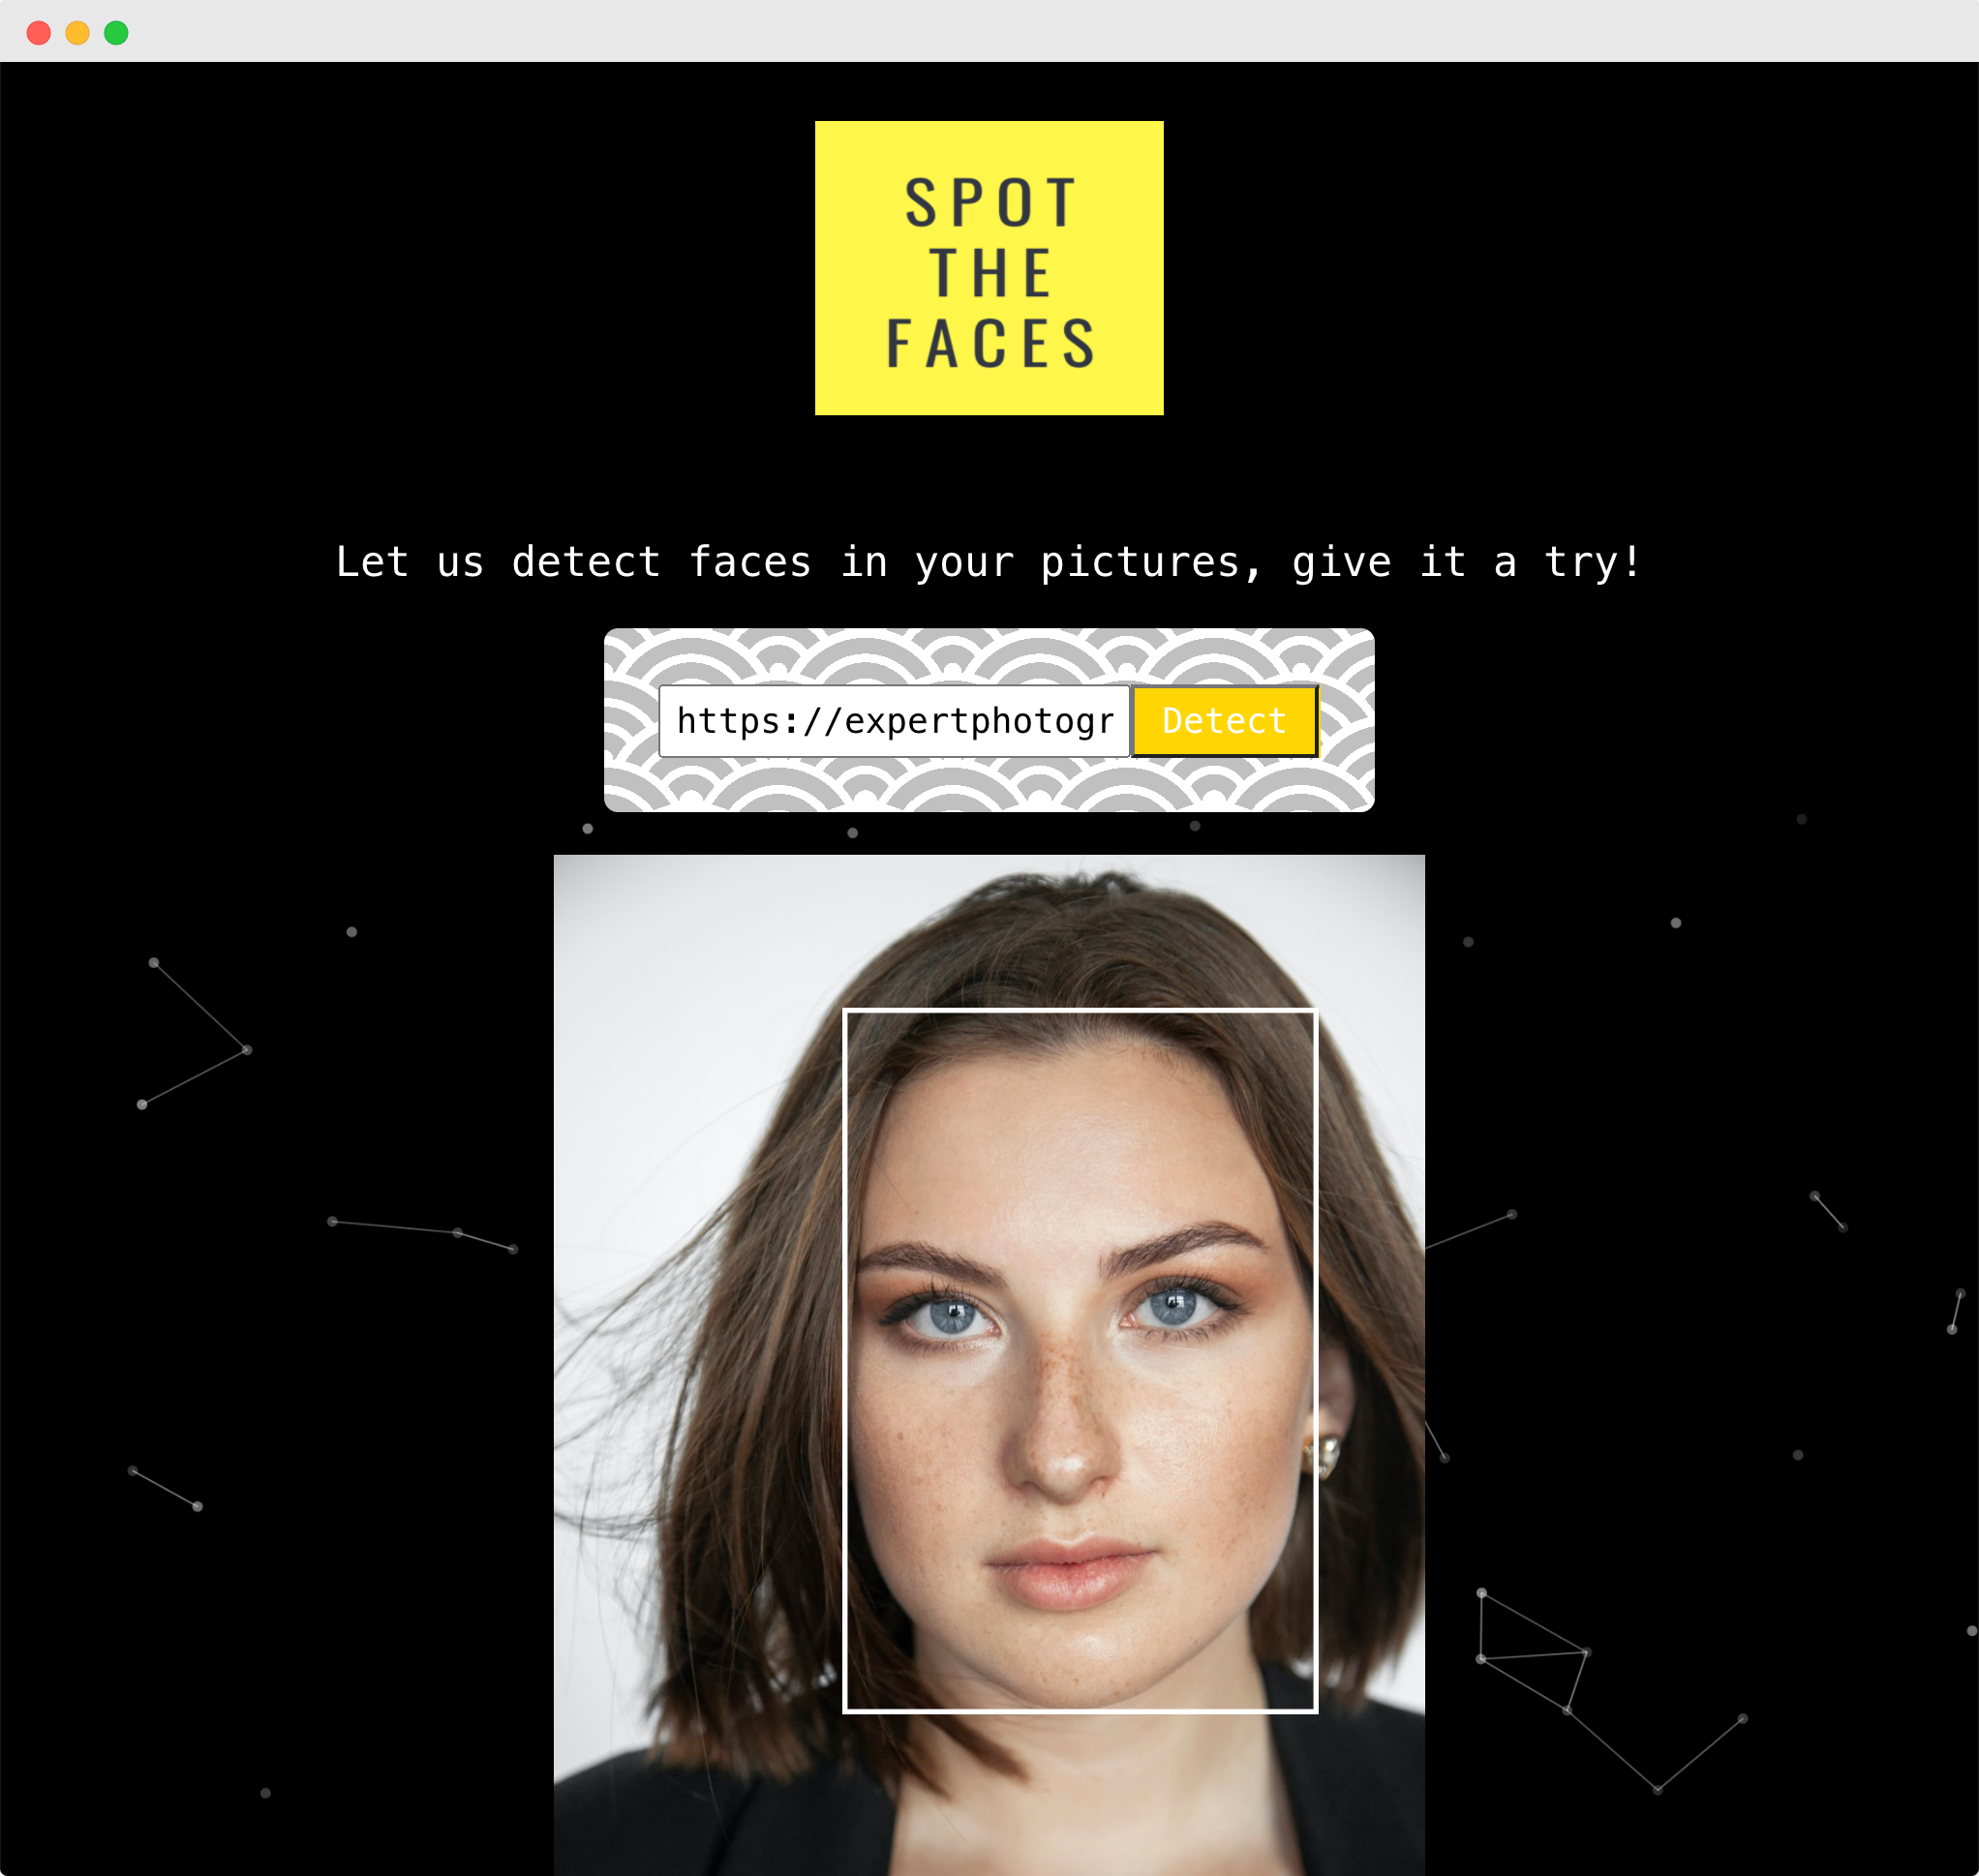 SPOT
THE
FACES
Let us detect faces in your pictures, give it a try!
https://expertphotogr
Detect